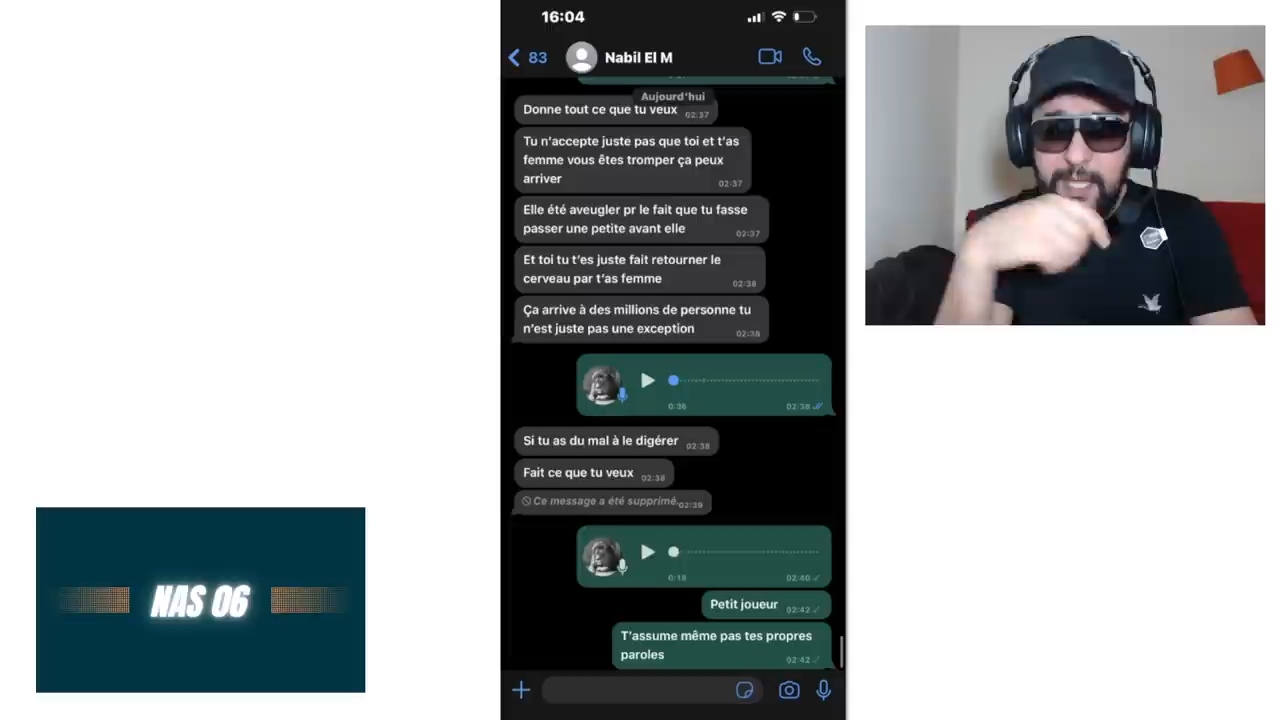 16:04
83
Nabil El M
Aujourd'hui
Donne tout ce que tu veux 02:37
Tu n'accepte juste pas que toi et t'as
femme vous êtes tromper ça peux
arriver 02:37
Elle été aveugler pr le fait que tu fasse
passer une petite avant elle 02:37
Et toi tu t'es juste fait retourner le
cerveau par t'as femme 02:38
Ça arrive à des millions de personne tu
n'est juste pas une exception 02:38
0:36 02:38
Si tu as du mal à le digérer 02:38
Fait ce que tu veux 02:38
Ce message a été supprimé. 02:39
0:18 02:40
Petit joueur 02:42
T'assume même pas tes propres
paroles 02:42
NAS 06